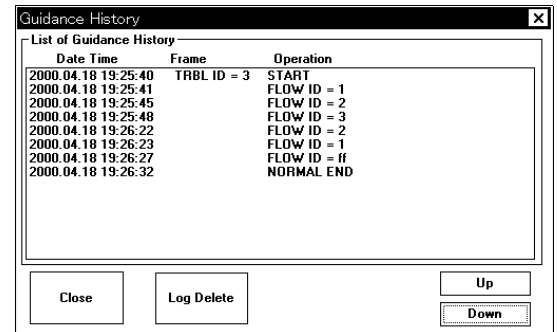 Guidance History
List of Guidance History
Date Time Frame Operation
2000.04.18 19:25:40 TRBL ID = 3 START
2000.04.18 19:25:41 FLOW ID = 1
2000.04.18 19:25:45 FLOW ID = 2
2000.04.18 19:25:48 FLOW ID = 3
2000.04.18 19:26:22 FLOW ID = 2
2000.04.18 19:26:23 FLOW ID = 1
2000.04.18 19:26:27 FLOW ID = ff
2000.04.18 19:26:32 NORMAL END
Close Log Delete Up
Down